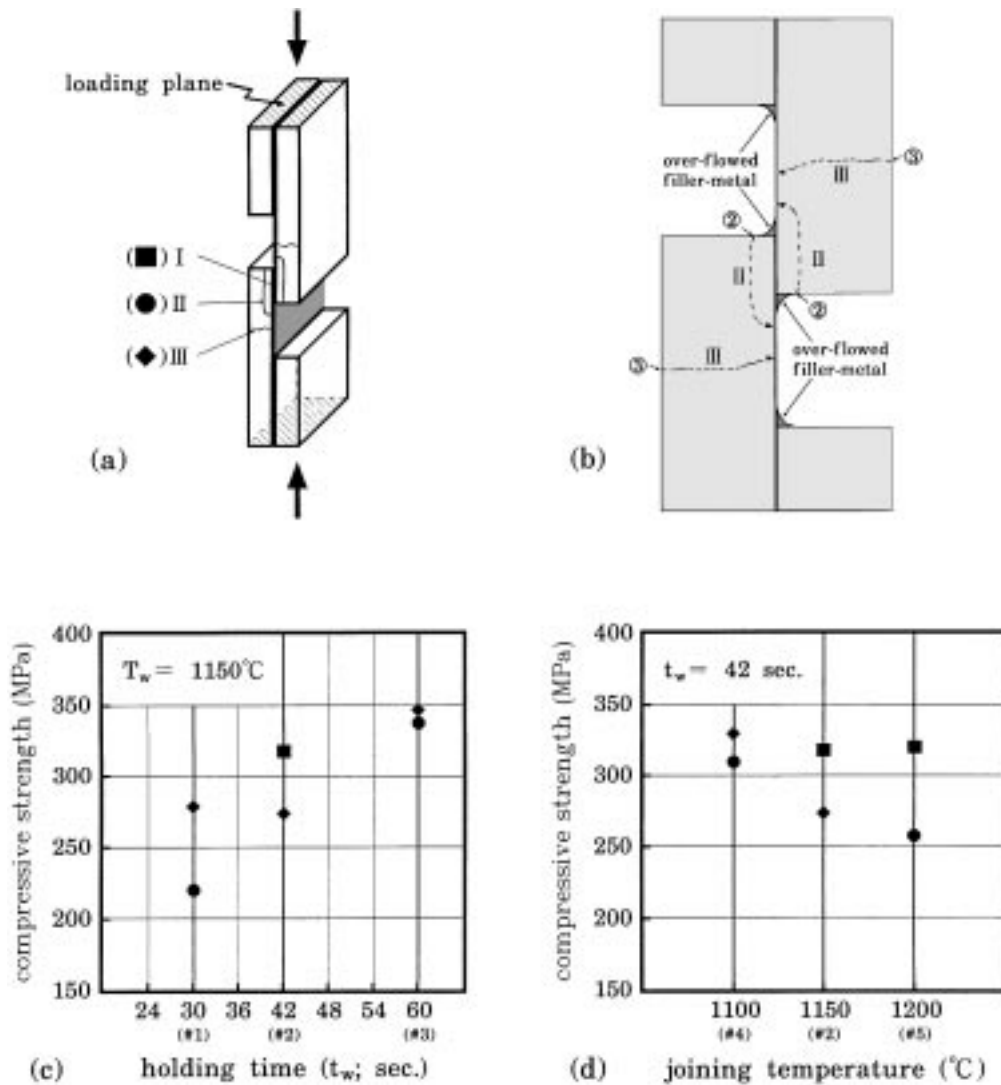 loading plane
(■) I
(●) II
(◆) III
(a)
③
over-flowed
filler-metal
III
②
II
II
②
III
over-flowed
filler-metal
③
(b)
400
350
300
250
200
150
compressive strength (MPa)
T_w = 1150℃
24 30 36 42 48 54 60
(#1) (#2) (#3)
(c) holding time (t_w; sec.)
400
350
300
250
200
150
compressive strength (MPa)
t_w = 42 sec.
1100 1150 1200
(#4) (#2) (#5)
(d) joining temperature (℃)